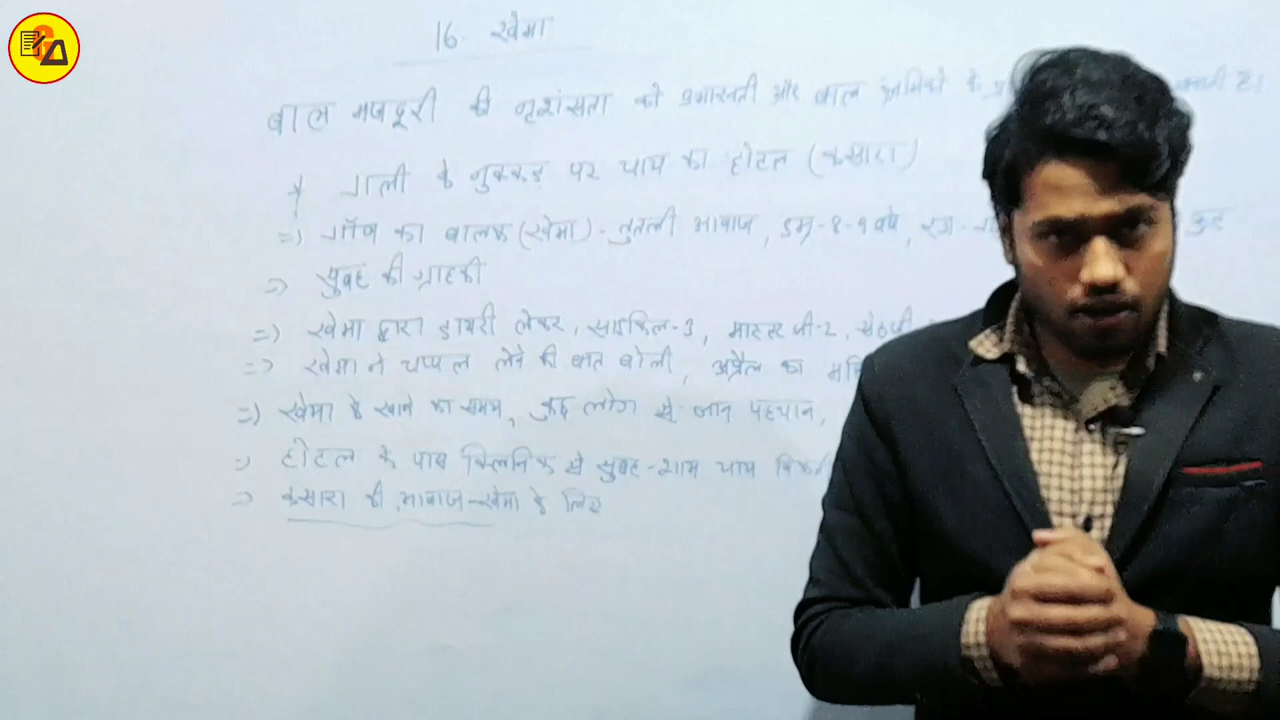 16. खेमा
बाल मजदूरी की नृशंसता को उभारती और बाल श्रमिकों के है।
* गली के नुक्कड़ पर चाय का होटल (कसारा)
=) गाँव का बालक (खेमा) - तुतली आवाज, उम्र-8-9 वर्ष, रंग- कुछ
=) सुबह की ग्राहकी
=) खेमा द्वारा डायरी लेकर, साइकिल-3, मास्टर जी-2, सेठजी
=) खेमा ने चप्पल लेने की बात बोली, अप्रैल का
=) खेमा के खाने का समय, कुछ लोग से जान पहचान,
=) होटल के पास क्लिनिक से सुबह-शाम चाय
=) कसारा की आवाज-खेमा के लिए